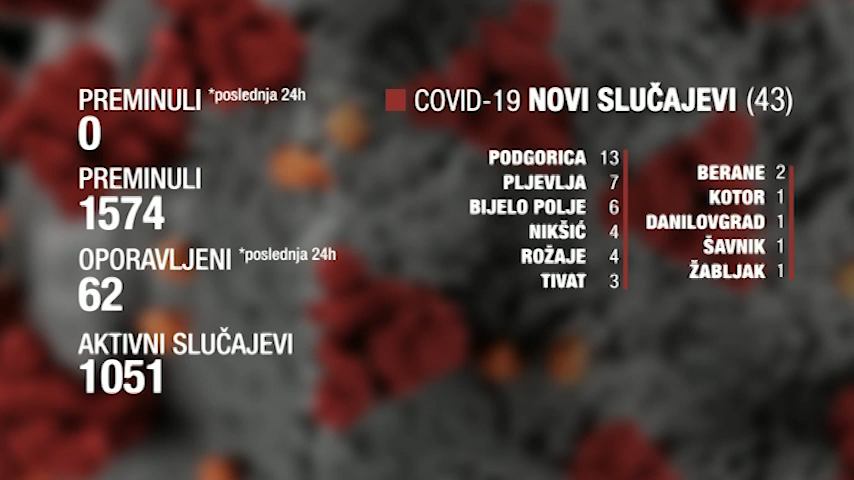 PREMINULI *poslednja 24h
0
PREMINULI
1574
OPORAVLJENI *poslednja 24h
62
AKTIVNI SLUČAJEVI
1051
COVID-19 NOVI SLUČAJEVI (43)
PODGORICA 13
PLJEVLJA 7
BIJELO POLJE 6
NIKŠIĆ 4
ROŽAJE 4
TIVAT 3
BERANE 2
KOTOR 1
DANILOVGRAD 1
ŠAVNIK 1
ŽABLJAK 1